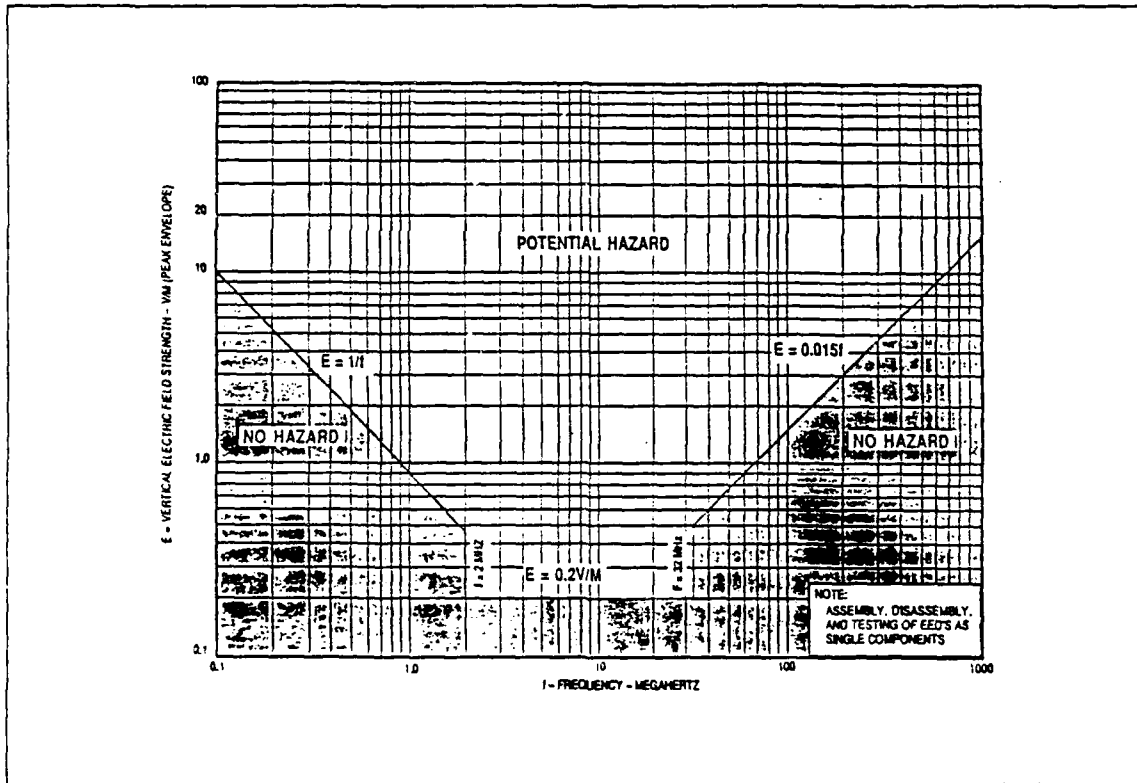 100
20
10
1.0
0.1
E = VERTICAL ELECTRIC FIELD STRENGTH - V/M (PEAK ENVELOPE)
POTENTIAL HAZARD
E = 1/f
E = 0.015f
NO HAZARD
NO HAZARD
F = 2 MHZ
E = 0.2V/M
F = 32 MHz
NOTE:
ASSEMBLY, DISASSEMBLY,
AND TESTING OF EED'S AS
SINGLE COMPONENTS
0.1
1.0
10
100
1000
f - FREQUENCY - MEGAHERTZ